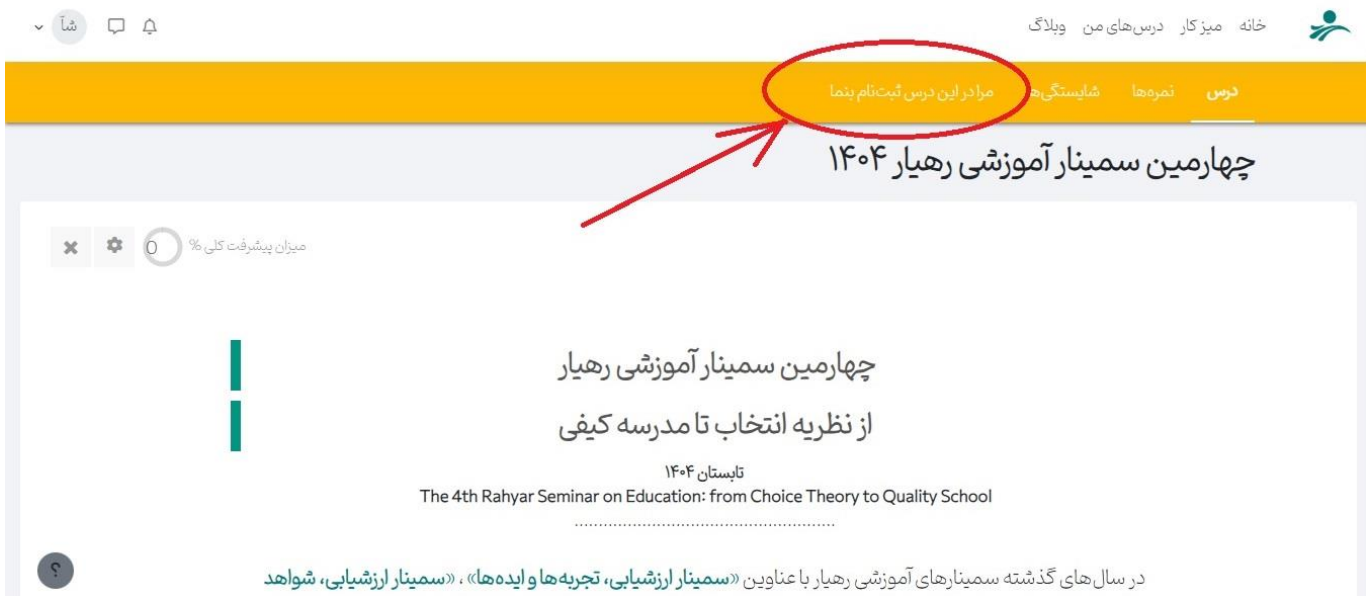 خانه میز کار درس‌های من وبلاگ
شآ
درس نمره‌ها شایستگی‌ها مرا در این درس ثبت‌نام بنما
چهارمین سمینار آموزشی رهیار ۱۴۰۴
میزان پیشرفت کلی % 0
چهارمین سمینار آموزشی رهیار
از نظریه انتخاب تا مدرسه کیفی
تابستان ۱۴۰۴
The 4th Rahyar Seminar on Education: from Choice Theory to Quality School
......................................................
در سال‌های گذشته سمینارهای آموزشی رهیار با عناوین «سمینار ارزشیابی، تجربه‌ها و ایده‌ها» ، «سمینار ارزشیابی، شواهد
؟